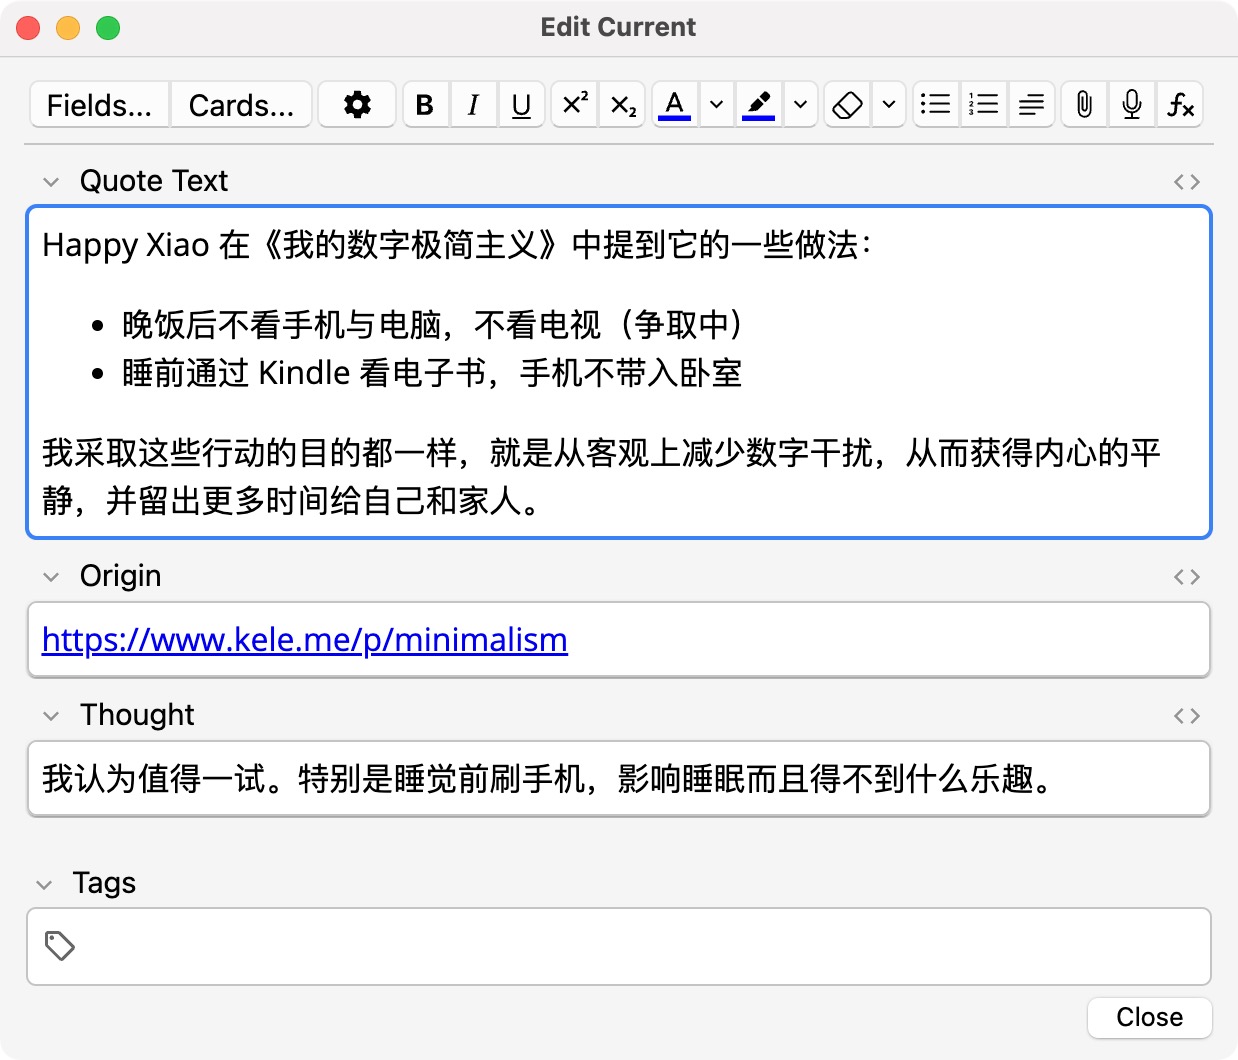 Edit Current
Fields... Cards... B I U X² X₂ A fx
Quote Text
Happy Xiao 在《我的数字极简主义》中提到它的一些做法：
• 晚饭后不看手机与电脑，不看电视（争取中）
• 睡前通过 Kindle 看电子书，手机不带入卧室
我采取这些行动的目的都一样，就是从客观上减少数字干扰，从而获得内心的平
静，并留出更多时间给自己和家人。
Origin
https://www.kele.me/p/minimalism
Thought
我认为值得一试。特别是睡觉前刷手机，影响睡眠而且得不到什么乐趣。
Tags
Close